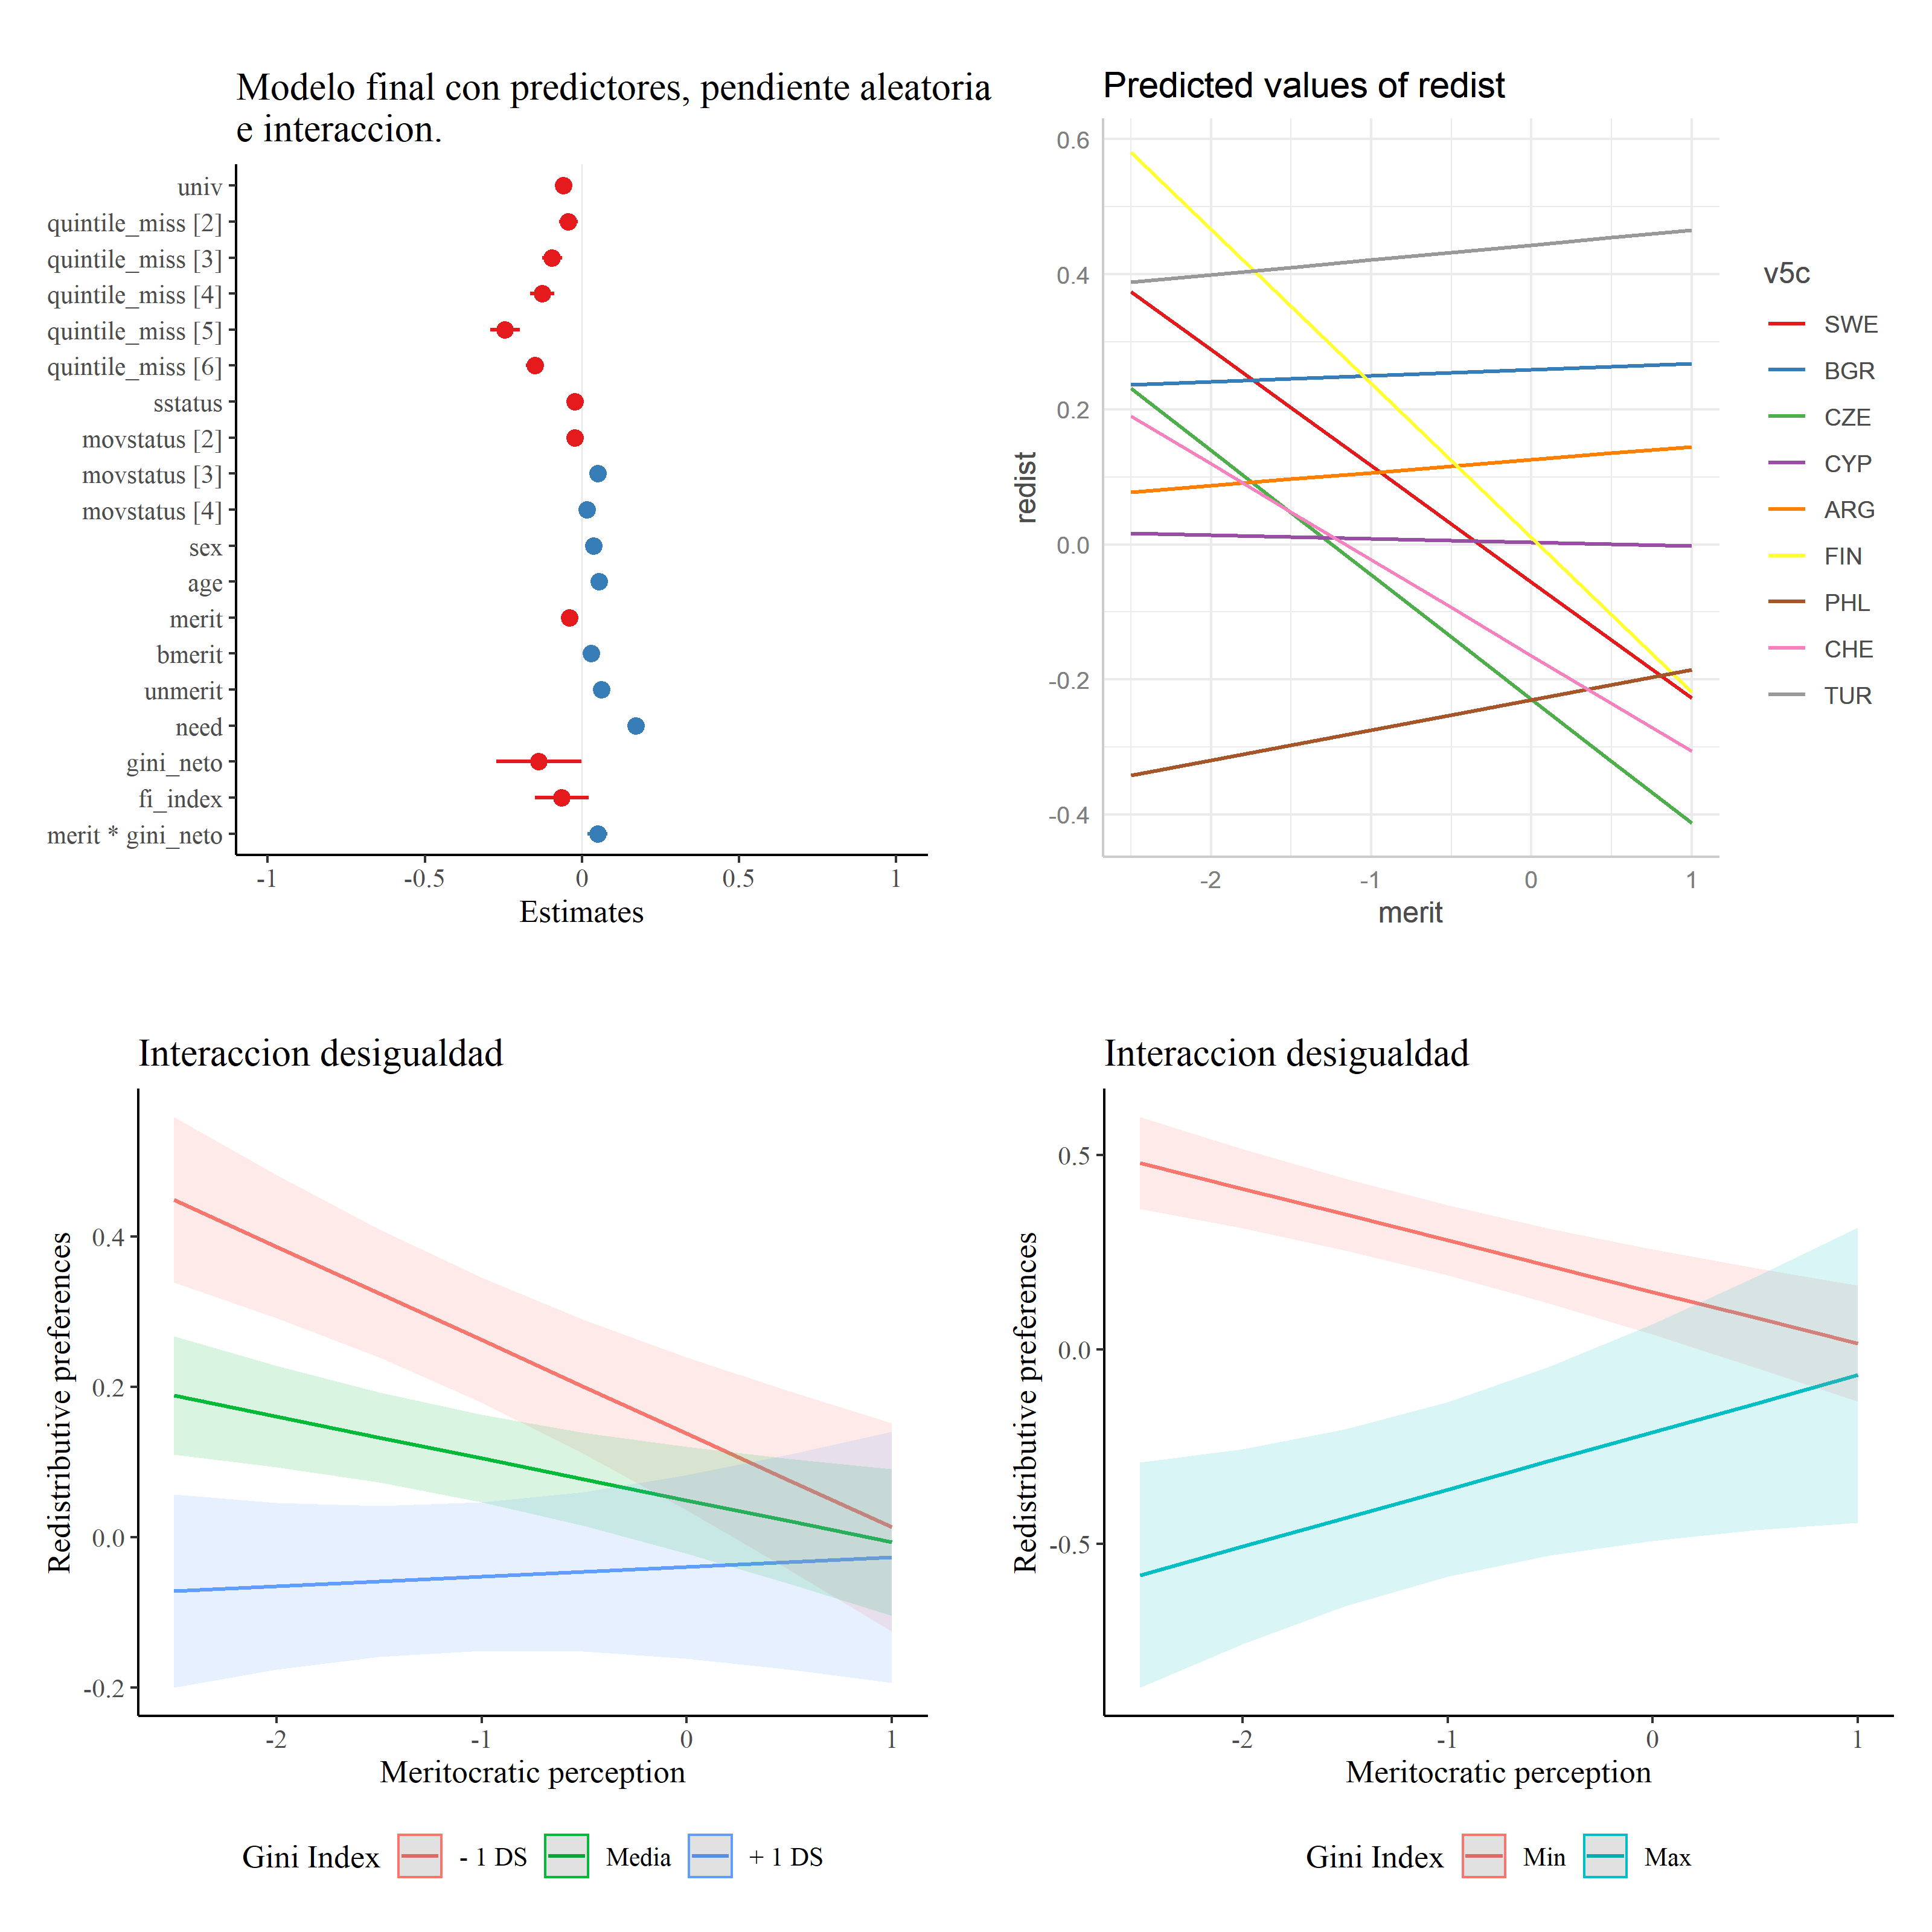 Modelo final con predictores, pendiente aleatoria
e interaccion.
univ
quintile_miss [2]
quintile_miss [3]
quintile_miss [4]
quintile_miss [5]
quintile_miss [6]
sstatus
movstatus [2]
movstatus [3]
movstatus [4]
sex
age
merit
bmerit
unmerit
need
gini_neto
fi_index
merit * gini_neto
-1 -0.5 0 0.5 1
Estimates
Predicted values of redist
0.6
0.4
0.2
0.0
-0.2
-0.4
redist
-2 -1 0 1
merit
v5c
SWE
BGR
CZE
CYP
ARG
FIN
PHL
CHE
TUR
Interaccion desigualdad
0.4
0.2
0.0
-0.2
Redistributive preferences
-2 -1 0 1
Meritocratic perception
Gini Index - 1 DS Media + 1 DS
Interaccion desigualdad
0.5
0.0
-0.5
Redistributive preferences
-2 -1 0 1
Meritocratic perception
Gini Index Min Max